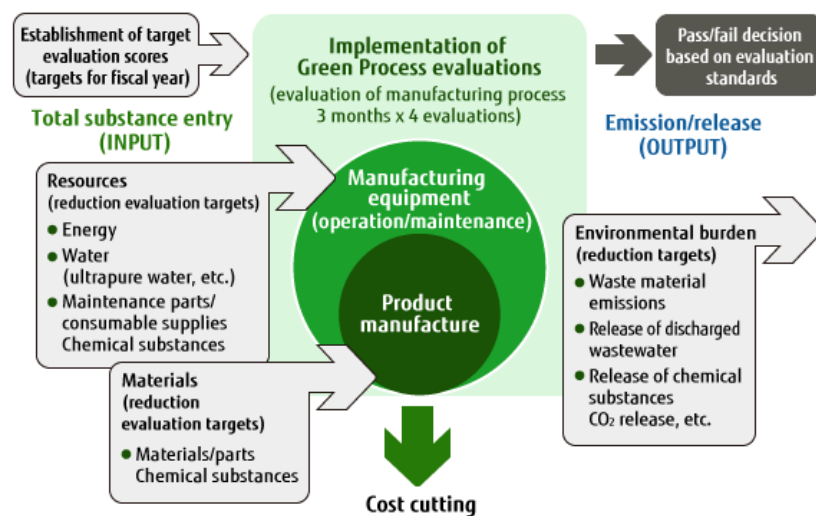 Establishment of target
evaluation scores
(targets for fiscal year)
Implementation of
Green Process evaluations
(evaluation of manufacturing process
3 months x 4 evaluations)
Pass/fail decision
based on evaluation
standards
Total substance entry
(INPUT)
Emission/release
(OUTPUT)
Resources
(reduction evaluation targets)
● Energy
● Water
(ultrapure water, etc.)
● Maintenance parts/
consumable supplies
Chemical substances
Manufacturing
equipment
(operation/maintenance)
Product
manufacture
Environmental burden
(reduction targets)
● Waste material
emissions
● Release of discharged
wastewater
● Release of chemical
substances
CO₂ release, etc.
Materials
(reduction
evaluation targets)
● Materials/parts
Chemical substances
Cost cutting